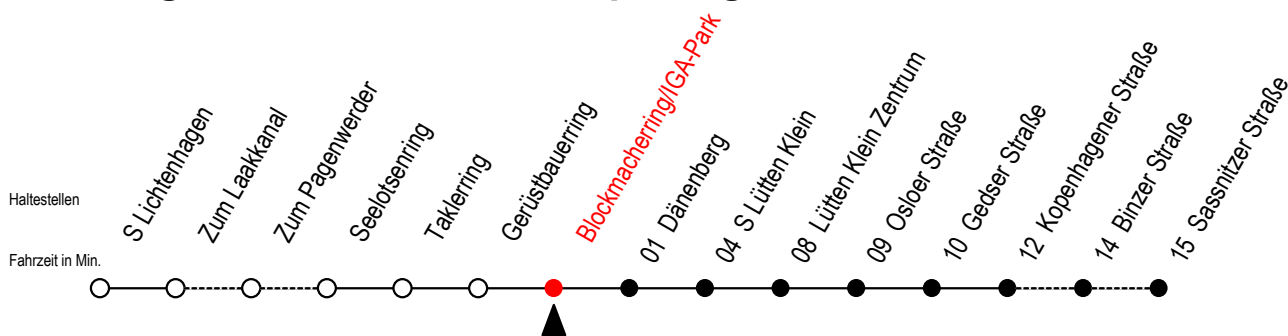 Haltestellen
Fahrzeit in Min.
S Lichtenhagen
Zum Laakkanal
Zum Pagenwerder
Seelotsenring
Taklerring
Gerüstbauerring
Blockmacherring/IGA-Park
01 Dänenberg
04 S Lütten Klein
08 Lütten Klein Zentrum
09 Osloer Straße
10 Gedser Straße
12 Kopenhagener Straße
14 Binzer Straße
15 Sassnitzer Straße